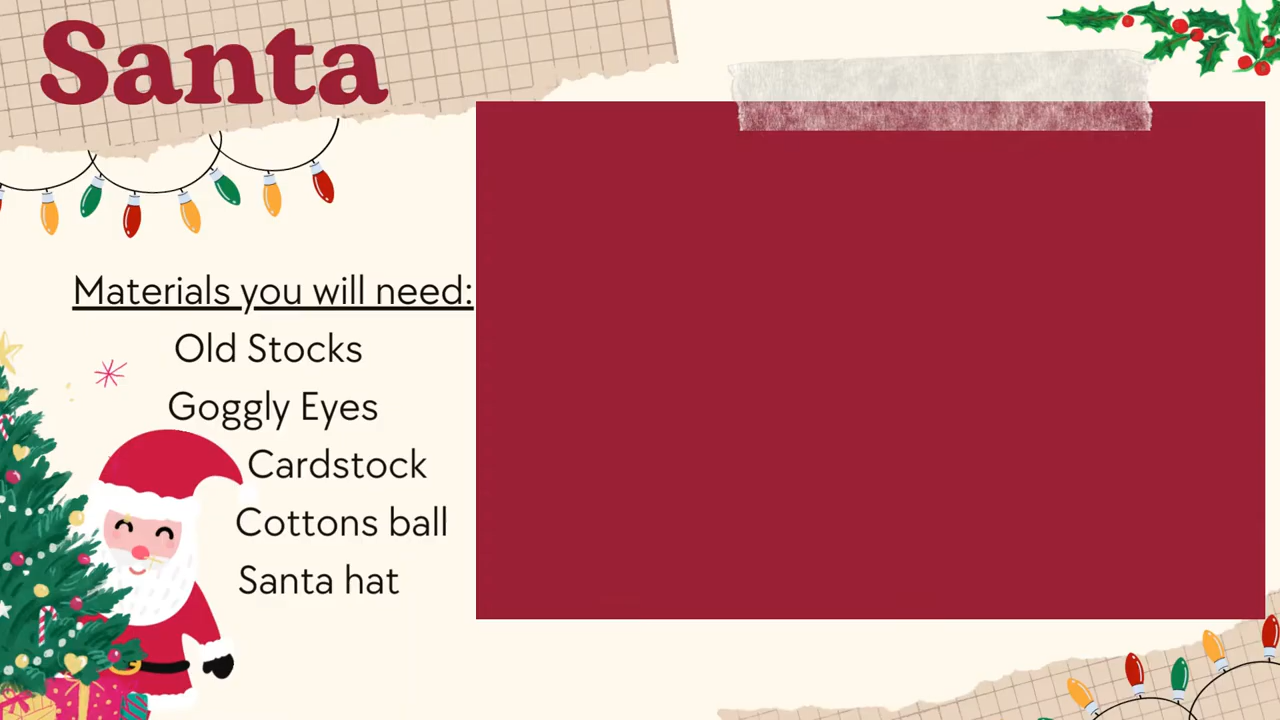 Santa
Materials you will need:
Old Stocks
Goggly Eyes
Cardstock
Cottons ball
Santa hat